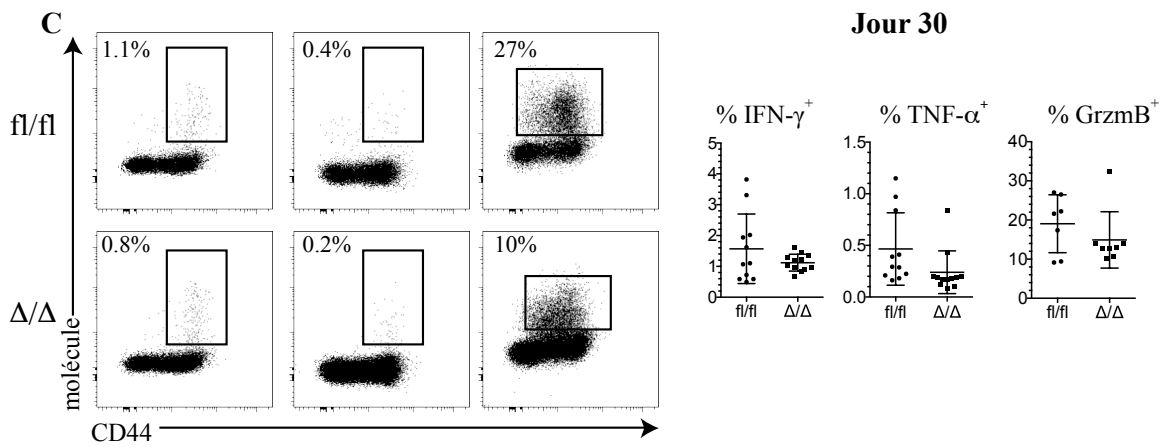 C
Jour 30
1.1%
0.4%
27%
fl/fl
0.8%
0.2%
10%
Δ/Δ
molécule
CD44
% IFN-γ+
5
4
3
2
1
0
fl/fl
Δ/Δ
% TNF-α+
1.5
1.0
0.5
0.0
fl/fl
Δ/Δ
% GrzmB+
40
30
20
10
0
fl/fl
Δ/Δ